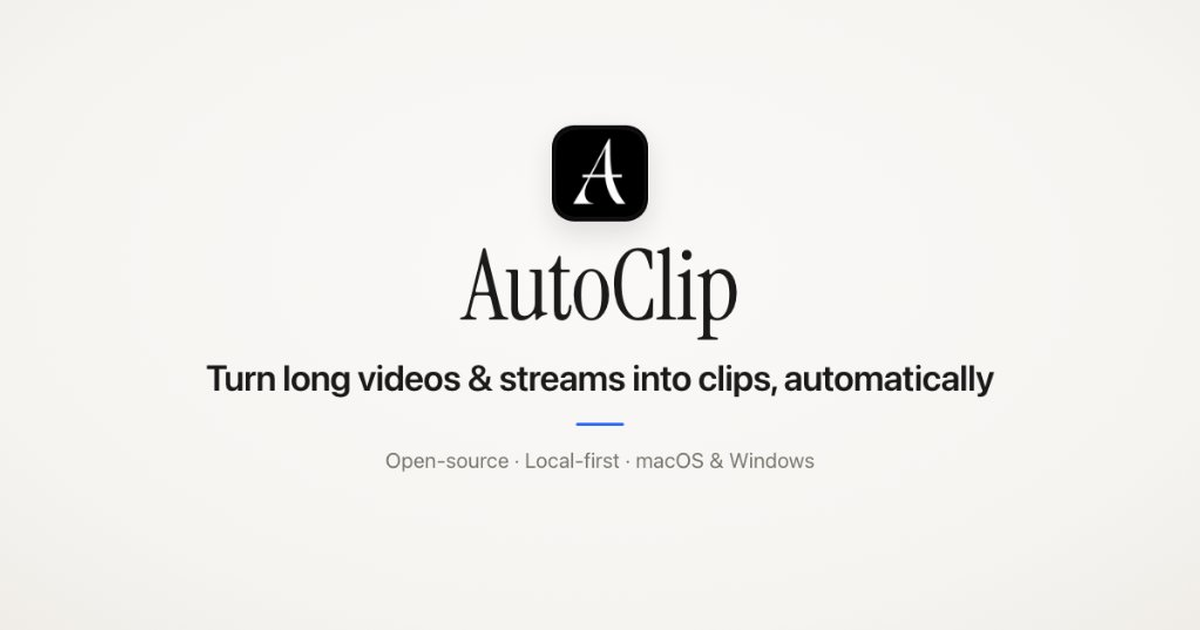 A
AutoClip
Turn long videos & streams into clips, automatically
Open-source · Local-first · macOS & Windows